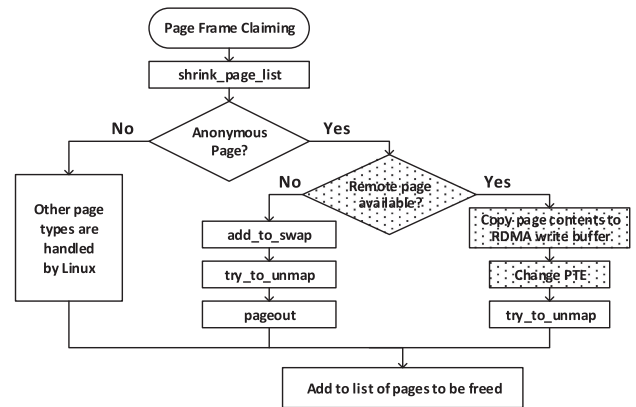 Page Frame Claiming
shrink_page_list
Anonymous
Page?
No
Yes
Other page
types are
handled
by Linux
Remote page
available?
No
Yes
add_to_swap
try_to_unmap
pageout
Copy page contents to
RDMA write buffer
Change PTE
try_to_unmap
Add to list of pages to be freed